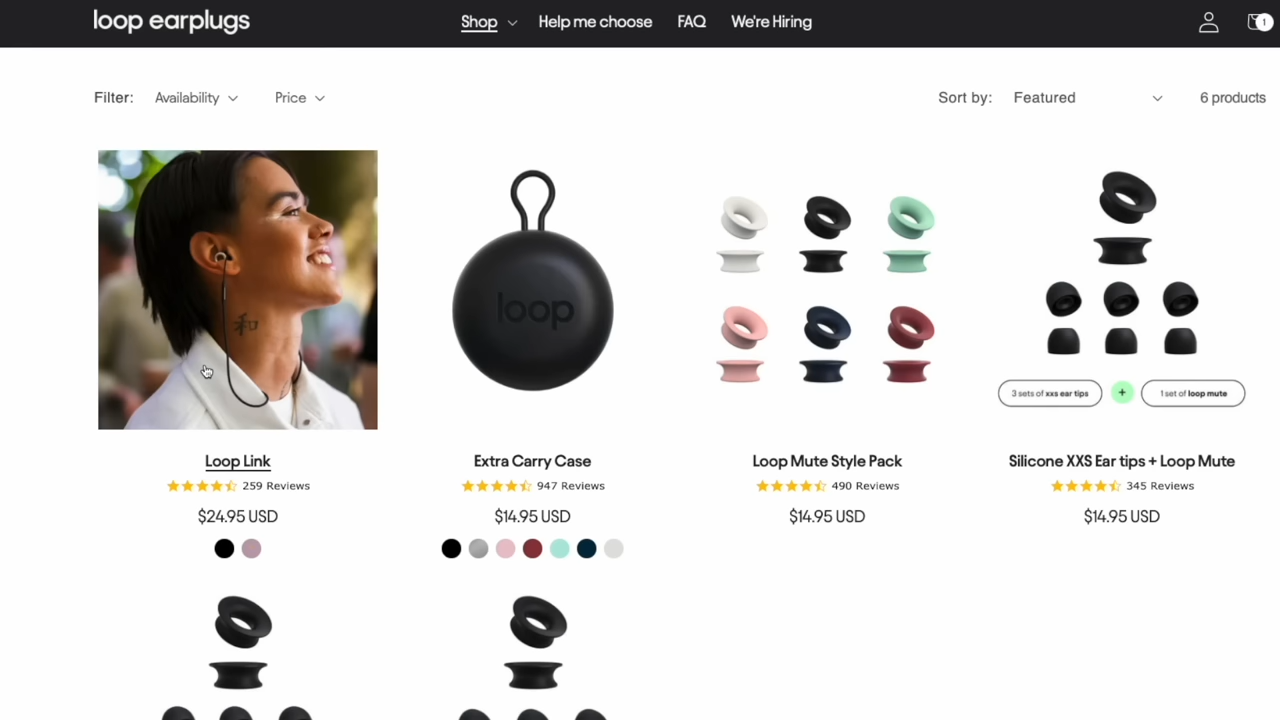 loop earplugs
Shop Help me choose FAQ We're Hiring
1
Filter: Availability Price
Sort by: Featured 6 products
loop
3 sets of xxs ear tips + 1 set of loop mute
Loop Link
259 Reviews
$24.95 USD
Extra Carry Case
947 Reviews
$14.95 USD
Loop Mute Style Pack
490 Reviews
$14.95 USD
Silicone XXS Ear tips + Loop Mute
345 Reviews
$14.95 USD